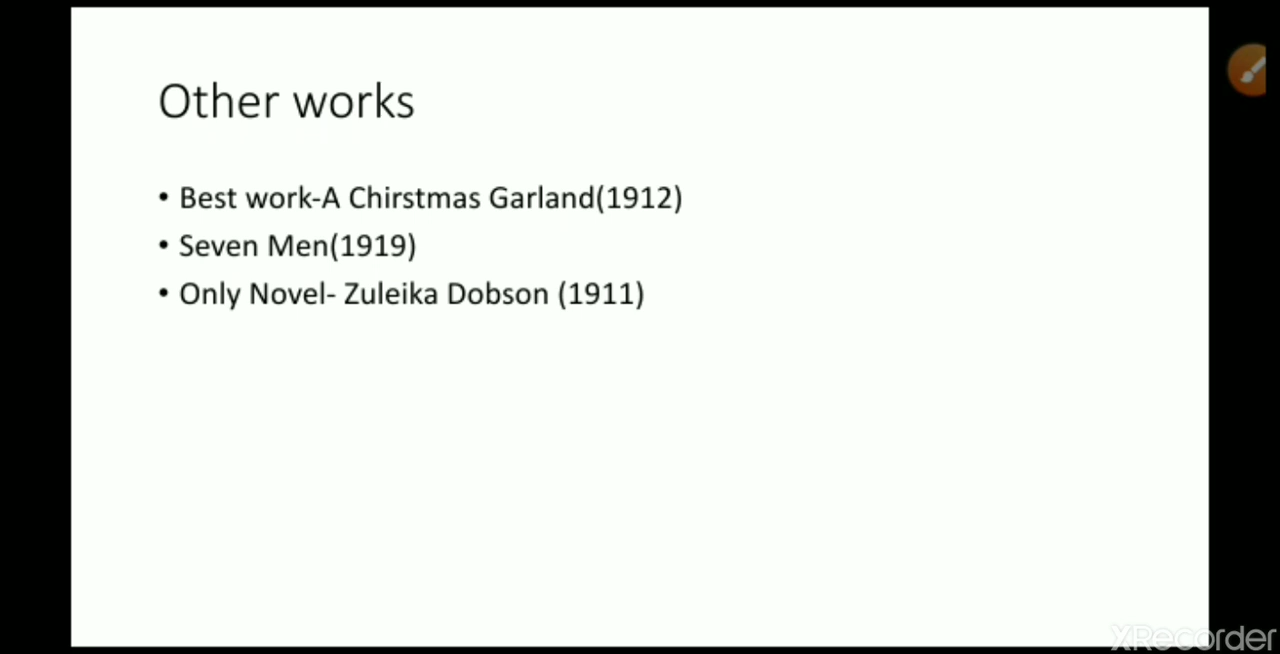 Other works
• Best work-A Chirstmas Garland(1912)
• Seven Men(1919)
• Only Novel- Zuleika Dobson (1911)
XRecorder